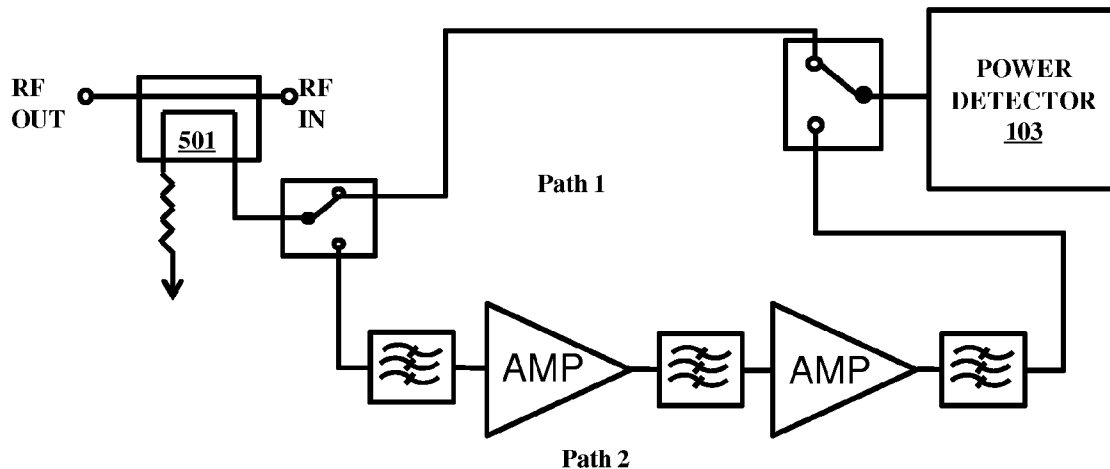 RF
OUT
501
RF
IN
POWER
DETECTOR
103
Path 1
AMP
AMP
Path 2